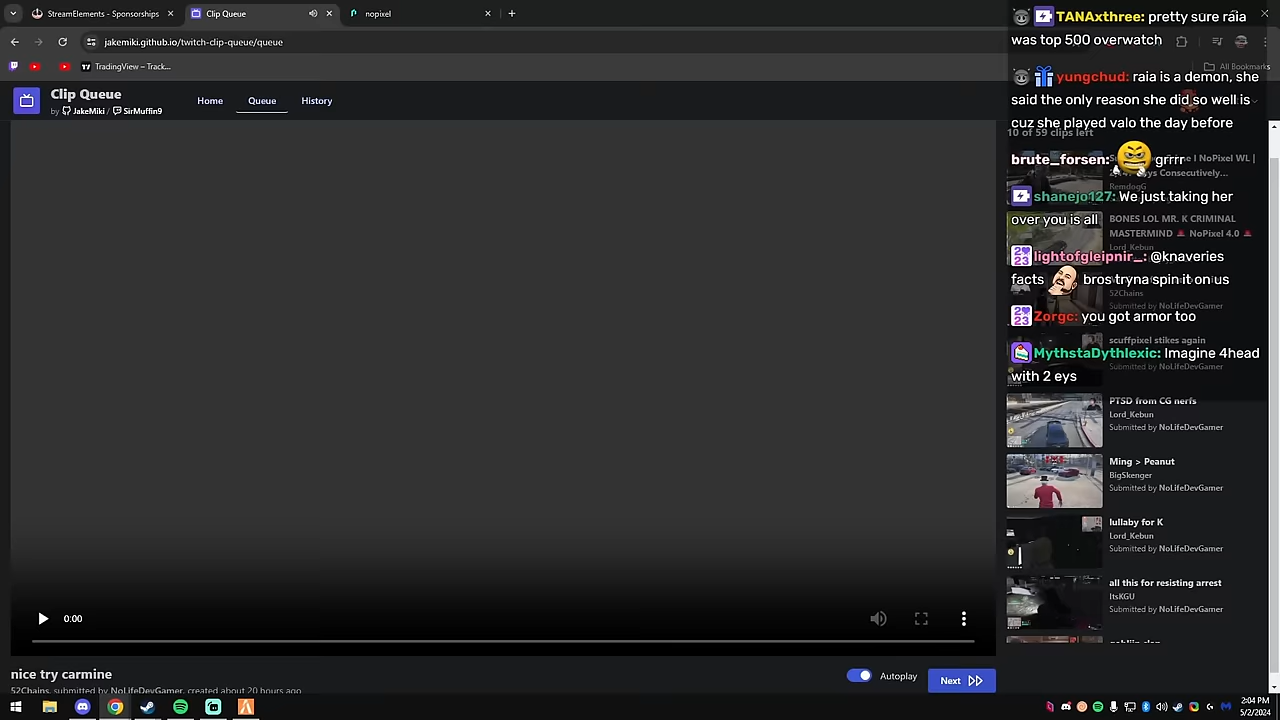 StreamElements - Sponsorships
Clip Queue
nopixel
jakemiki.github.io/twitch-clip-queue/queue
TradingView – Track...
All Bookmarks
Clip Queue
by JakeMiki / SirMuffin9
Home
Queue
History
TANAxthree: pretty sure raia
was top 500 overwatch
yungchud: raia is a demon, she
said the only reason she did so well is
cuz she played valo the day before
10 of 59 clips left
brute_forsen: grrr
NoPixel WL |
Consecutively...
RemdogG
shanejo127: We just taking her
over you is all
BONES LOL MR. K CRIMINAL
MASTERMIND 🚨 NoPixel 4.0 🚨
Lord_Kebun
lightofgleipnir_: @knaveries
facts bros tryna spin it on us
52Chains
Submitted by NoLifeDevGamer
Zorgc: you got armor too
scuffpixel stikes again
MythstaDythlexic: Imagine 4head
Submitted by NoLifeDevGamer
with 2 eys
PTSD from CG nerfs
Lord_Kebun
Submitted by NoLifeDevGamer
Ming > Peanut
BigSkenger
Submitted by NoLifeDevGamer
lullaby for K
Lord_Kebun
Submitted by NoLifeDevGamer
all this for resisting arrest
ItsKGU
Submitted by NoLifeDevGamer
0:00
nice try carmine
52Chains, submitted by NoLifeDevGamer, created about 20 hours ago
Autoplay
Next
2:04 PM
5/2/2024